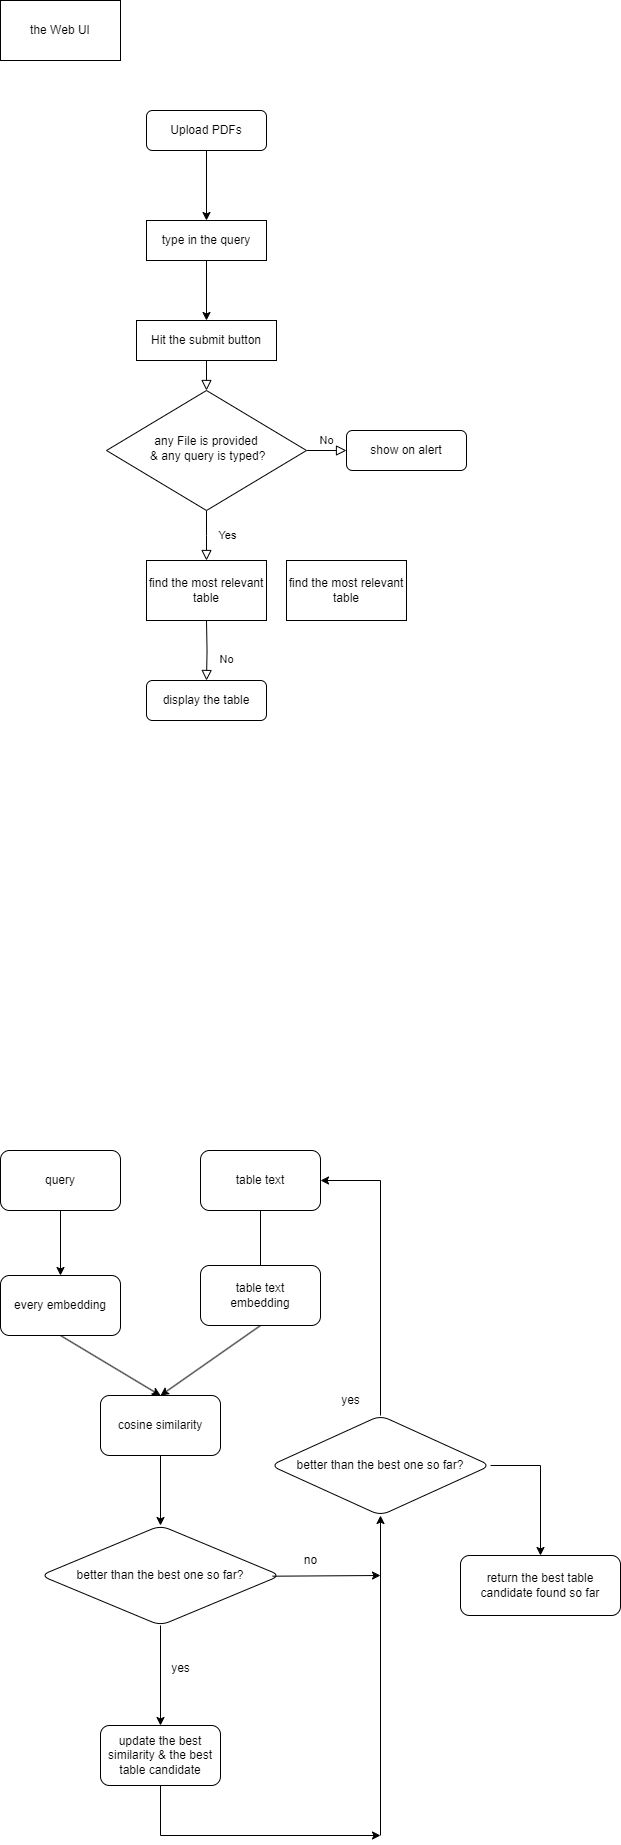 the Web UI
Upload PDFs
type in the query
Hit the submit button
any File is provided
& any query is typed?
No
show on alert
Yes
find the most relevant
table
find the most relevant
table
No
display the table
query
table text
every embedding
table text
embedding
cosine similarity
yes
better than the best one so far?
better than the best one so far?
no
return the best table
candidate found so far
yes
update the best
similarity & the best
table candidate